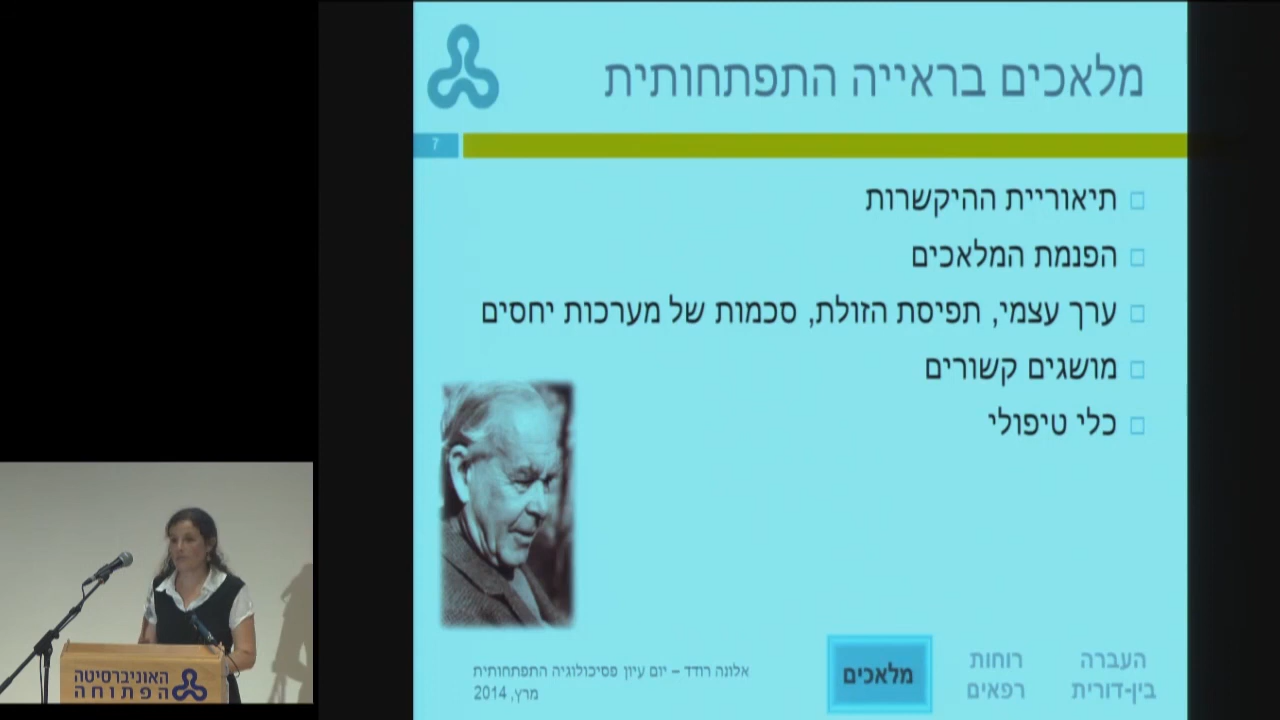 מלאכים בראייה התפתחותית
7
תיאוריית ההיקשרות
הפנמת המלאכים
ערך עצמי, תפיסת הזולת, סכמות של מערכות יחסים
מושגים קשורים
כלי טיפולי
העברה
בין-דורית
רוחות
רפאים
מלאכים
אלונה רודד – יום עיון פסיכולוגיה התפתחותית
מרץ, 2014
האוניברסיטה
הפתוחה